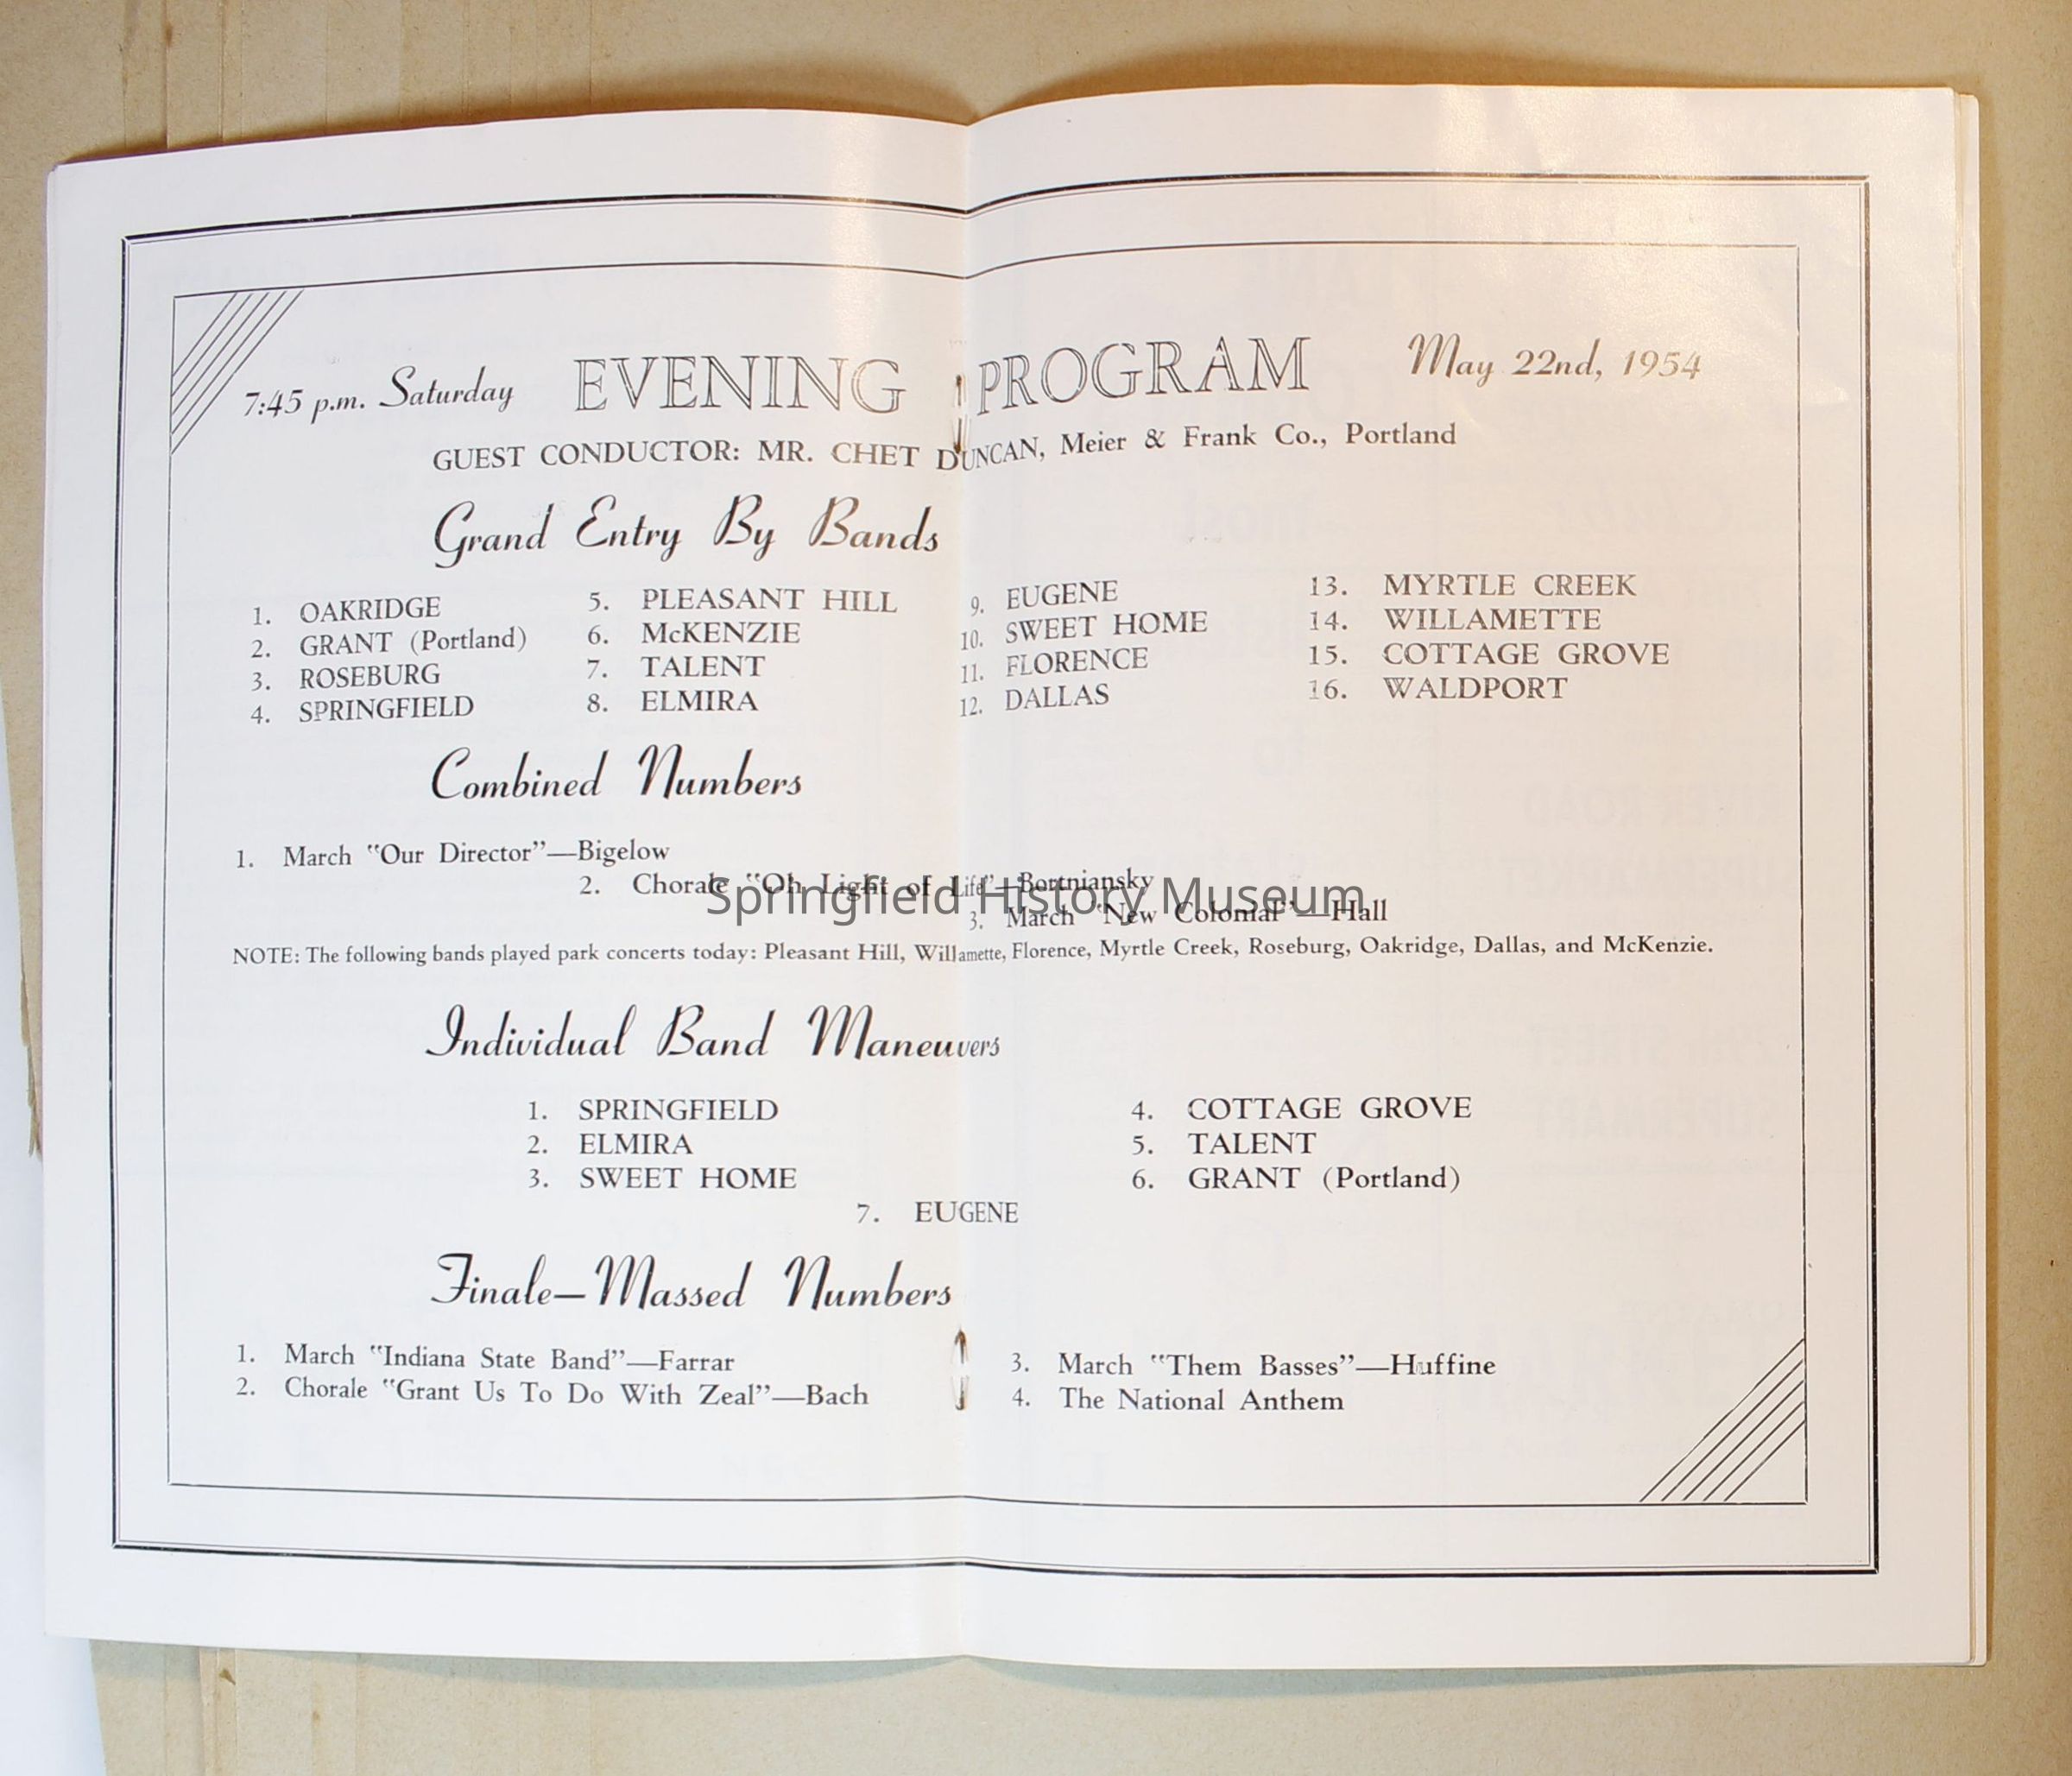 7:45 p.m. Saturday EVENING PROGRAM May 22nd, 1954
GUEST CONDUCTOR: MR. CHET DUNCAN, Meier & Frank Co., Portland
Grand Entry By Bands
1. OAKRIDGE
2. GRANT (Portland)
3. ROSEBURG
4. SPRINGFIELD
5. PLEASANT HILL
6. McKENZIE
7. TALENT
8. ELMIRA
9. EUGENE
10. SWEET HOME
11. FLORENCE
12. DALLAS
13. MYRTLE CREEK
14. WILLAMETTE
15. COTTAGE GROVE
16. WALDPORT
Combined Numbers
1. March "Our Director"—Bigelow
2. Chorale "Oh Light of Life"—Bortniansky
Springfield History Museum
3. March "New Colonial"—Hall
NOTE: The following bands played park concerts today: Pleasant Hill, Willamette, Florence, Myrtle Creek, Roseburg, Oakridge, Dallas, and McKenzie.
Individual Band Maneuvers
1. SPRINGFIELD
2. ELMIRA
3. SWEET HOME
4. COTTAGE GROVE
5. TALENT
6. GRANT (Portland)
7. EUGENE
Finale—Massed Numbers
1. March "Indiana State Band"—Farrar
2. Chorale "Grant Us To Do With Zeal"—Bach
3. March "Them Basses"—Huffine
4. The National Anthem